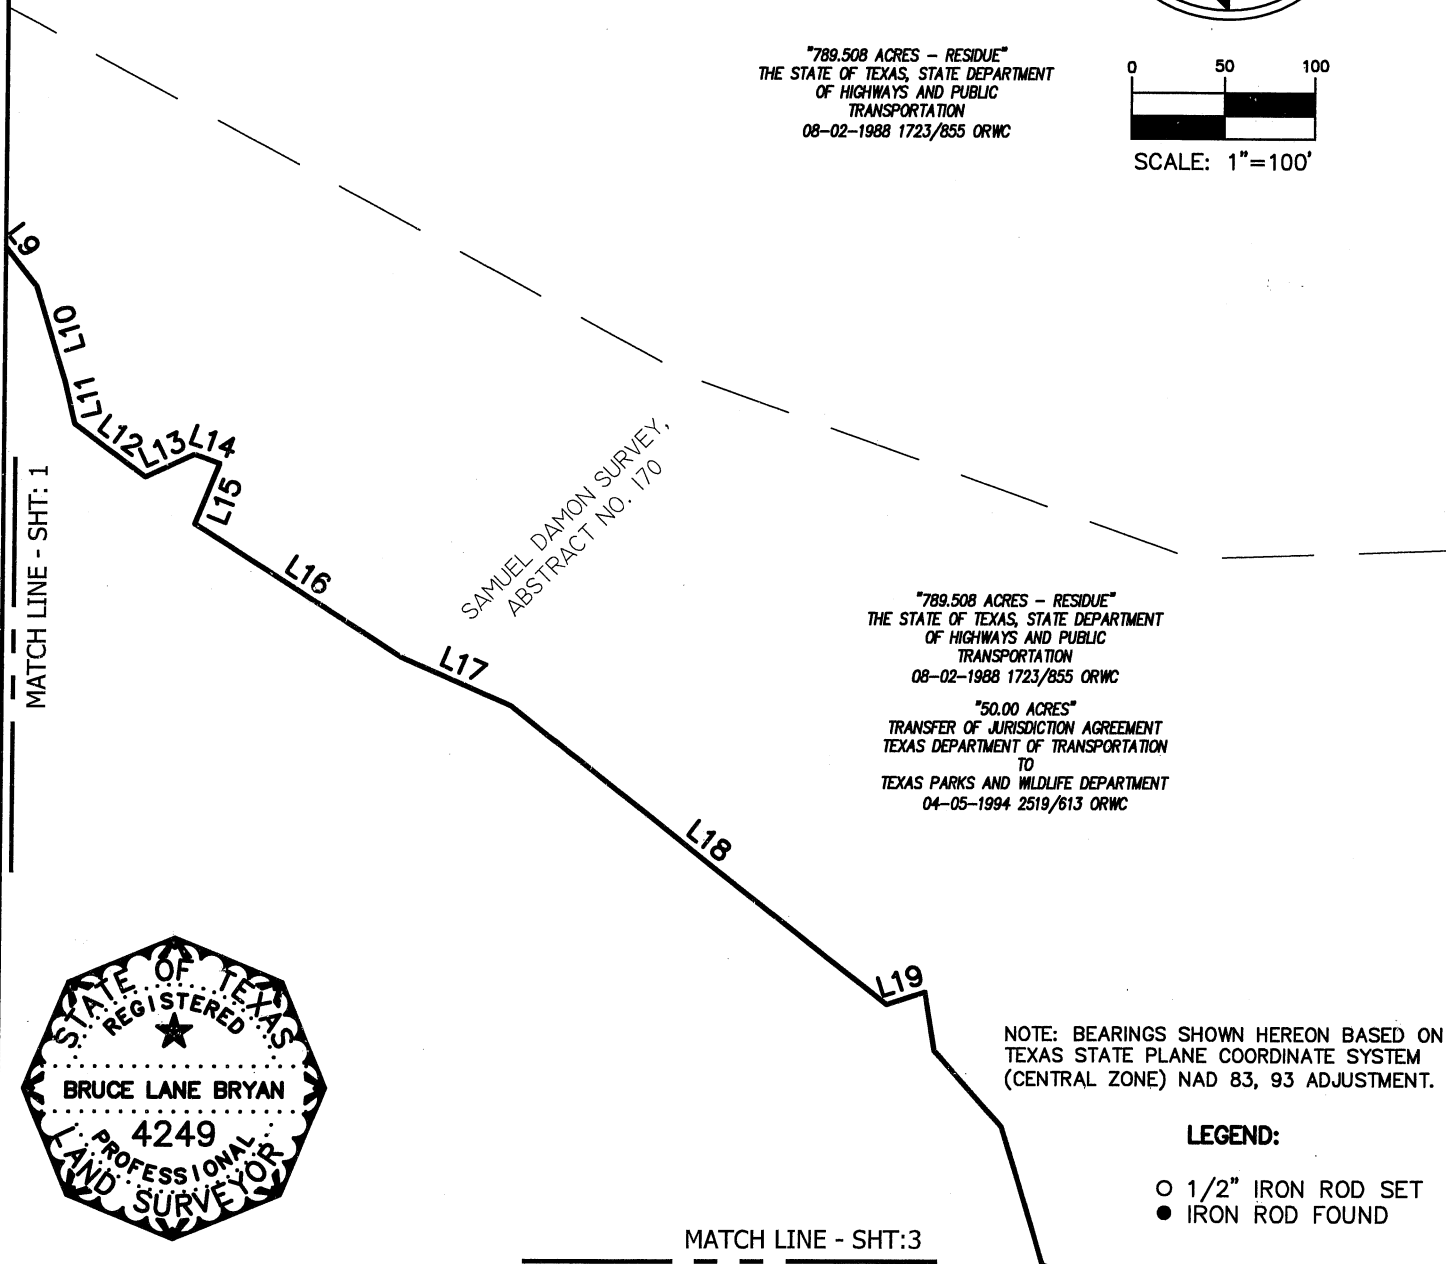 "789.508 ACRES - RESIDUE"
THE STATE OF TEXAS, STATE DEPARTMENT
OF HIGHWAYS AND PUBLIC
TRANSPORTATION
08-02-1988 1723/855 ORWC
0 50 100
SCALE: 1"=100'
L9
L10
L11
L12
L13
L14
L15
L16
L17
L18
L19
MATCH LINE - SHT: 1
SAMUEL DAMON SURVEY,
ABSTRACT NO. 170
"789.508 ACRES - RESIDUE"
THE STATE OF TEXAS, STATE DEPARTMENT
OF HIGHWAYS AND PUBLIC
TRANSPORTATION
08-02-1988 1723/855 ORWC
"50.00 ACRES"
TRANSFER OF JURISDICTION AGREEMENT
TEXAS DEPARTMENT OF TRANSPORTATION
TO
TEXAS PARKS AND WILDLIFE DEPARTMENT
04-05-1994 2519/613 ORWC
STATE OF TEXAS
REGISTERED
BRUCE LANE BRYAN
4249
PROFESSIONAL
LAND SURVEYOR
NOTE: BEARINGS SHOWN HEREON BASED ON
TEXAS STATE PLANE COORDINATE SYSTEM
(CENTRAL ZONE) NAD 83, 93 ADJUSTMENT.
LEGEND:
1/2" IRON ROD SET
IRON ROD FOUND
MATCH LINE - SHT:3